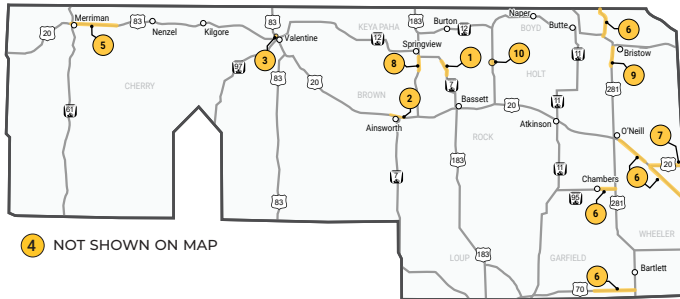 Merriman
20
83
5
Nenzel
Kilgore
83
Valentine
3
97
83
20
61
CHERRY
83
KEYA PAHA
12
183
Burton
12
Springview
8
1
7
BROWN
2
Ainsworth
Bassett
20
ROCK
183
7
Naper
BOYD
Butte
11
10
HOLT
11
Atkinson
11
6
Bristow
9
281
O'Neill
7
20
6
Chambers
95
6
281
WHEELER
LOUP
183
GARFIELD
Bartlett
6
70
4 NOT SHOWN ON MAP